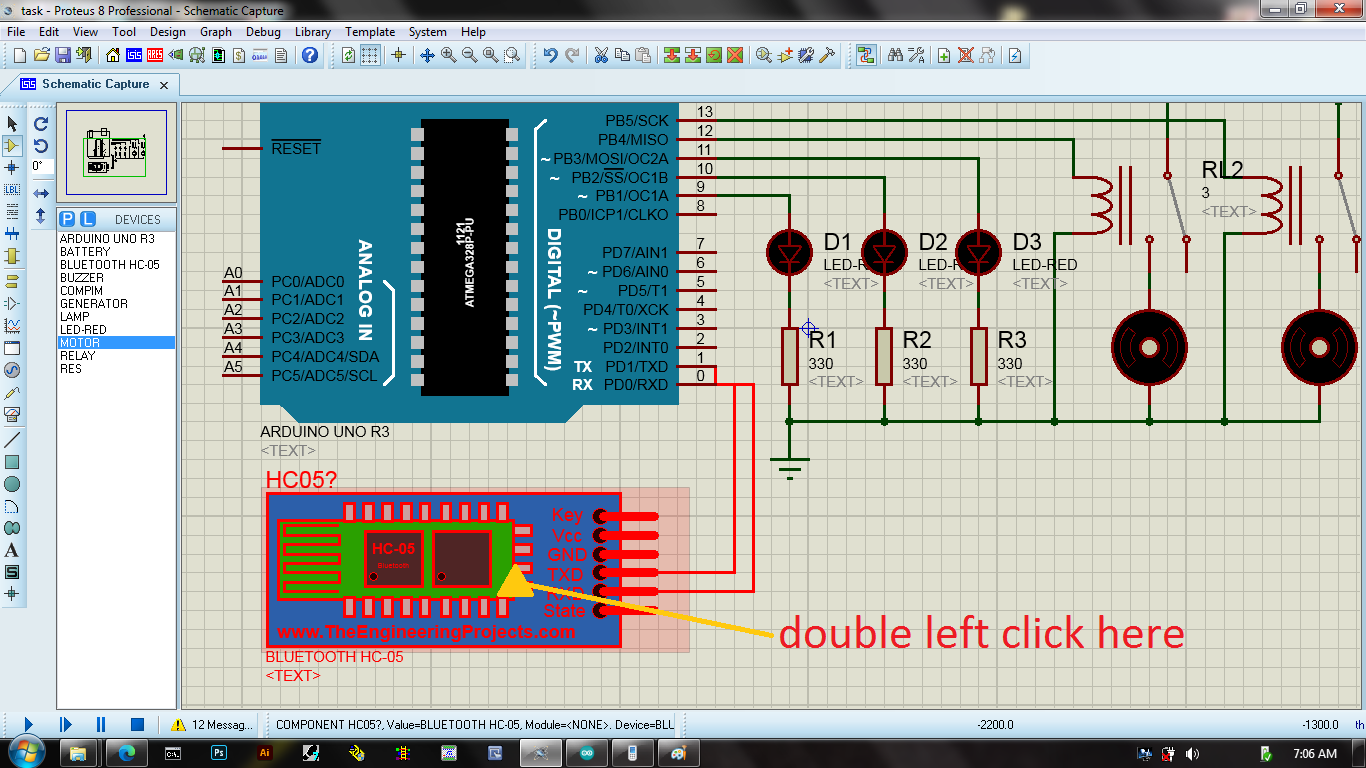 task - Proteus 8 Professional - Schematic Capture
File Edit View Tool Design Graph Debug Library Template System Help
Schematic Capture
0°
P L DEVICES
ARDUINO UNO R3
BATTERY
BLUETOOTH HC-05
BUZZER
COMPIM
GENERATOR
LAMP
LED-RED
MOTOR
RELAY
RES
RESET
ANALOG IN
1121
ATMEGA328P-PU
DIGITAL (~PWM)
PB5/SCK 13
PB4/MISO 12
~ PB3/MOSI/OC2A 11
~ PB2/SS/OC1B 10
~ PB1/OC1A 9
PB0/ICP1/CLKO 8
PD7/AIN1 7
~ PD6/AIN0 6
~ PD5/T1 5
PD4/T0/XCK 4
~ PD3/INT1 3
PD2/INT0 2
TX PD1/TXD 1
RX PD0/RXD 0
A0 PC0/ADC0
A1 PC1/ADC1
A2 PC2/ADC2
A3 PC3/ADC3
A4 PC4/ADC4/SDA
A5 PC5/ADC5/SCL
ARDUINO UNO R3
<TEXT>
RL2
3
<TEXT>
D1 D2 D3
LED-R LED-R LED-RED
<TEXT> <TEXT> <TEXT>
R1 R2 R3
330 330 330
<TEXT> <TEXT> <TEXT>
HC05?
HC-05
Bluetooth
Key
Vcc
GND
TXD
State
www.TheEngineeringProjects.com
BLUETOOTH HC-05
<TEXT>
double left click here
12 Messag...
COMPONENT HC05?, Value=BLUETOOTH HC-05, Module=<NONE>. Device=BLU
-2200.0
-1300.0
th
7:06 AM